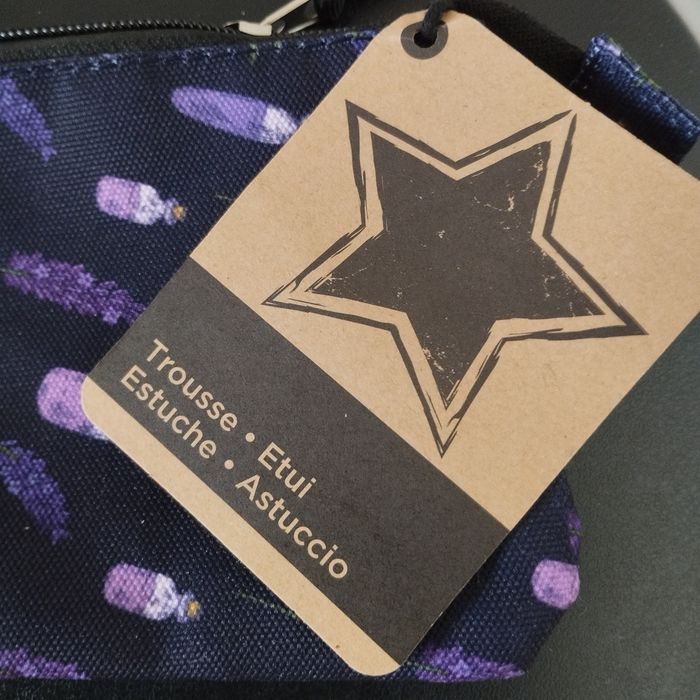 Trousse • Etui
Estuche • Astuccio